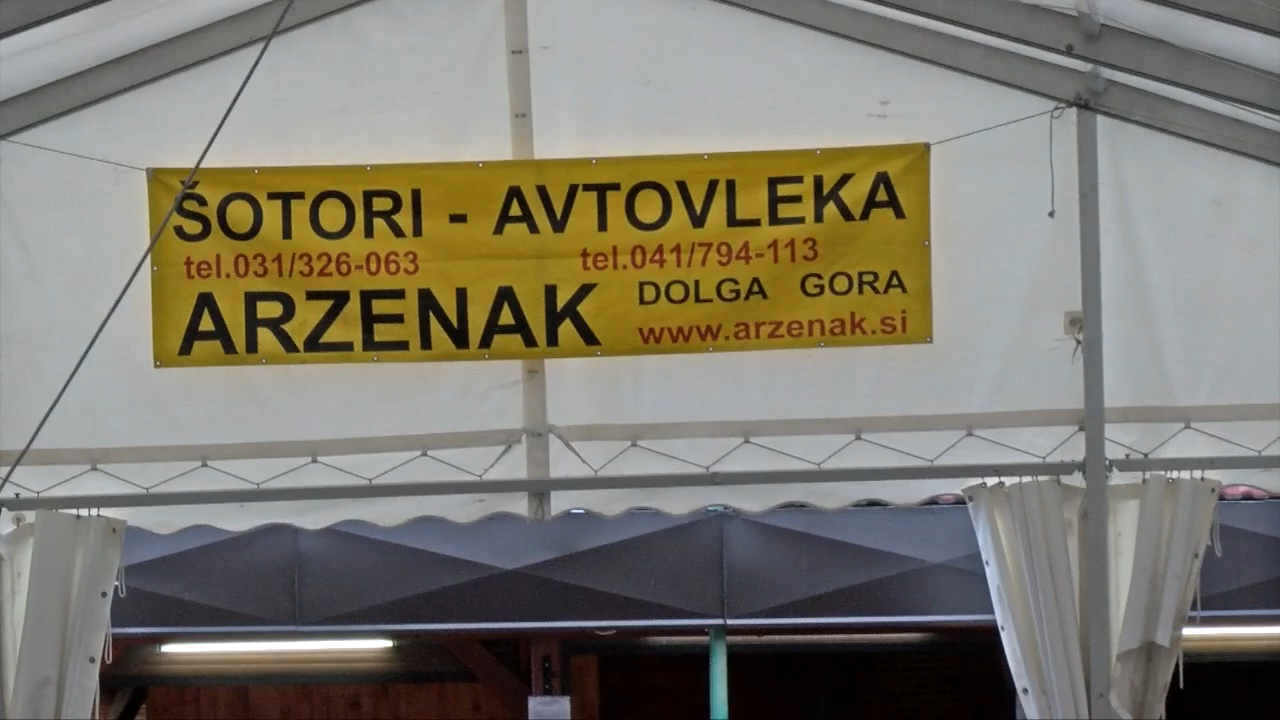 ŠOTORI - AVTOVLEKA
tel.031/326-063 tel.041/794-113
ARZENAK DOLGA GORA
www.arzenak.si